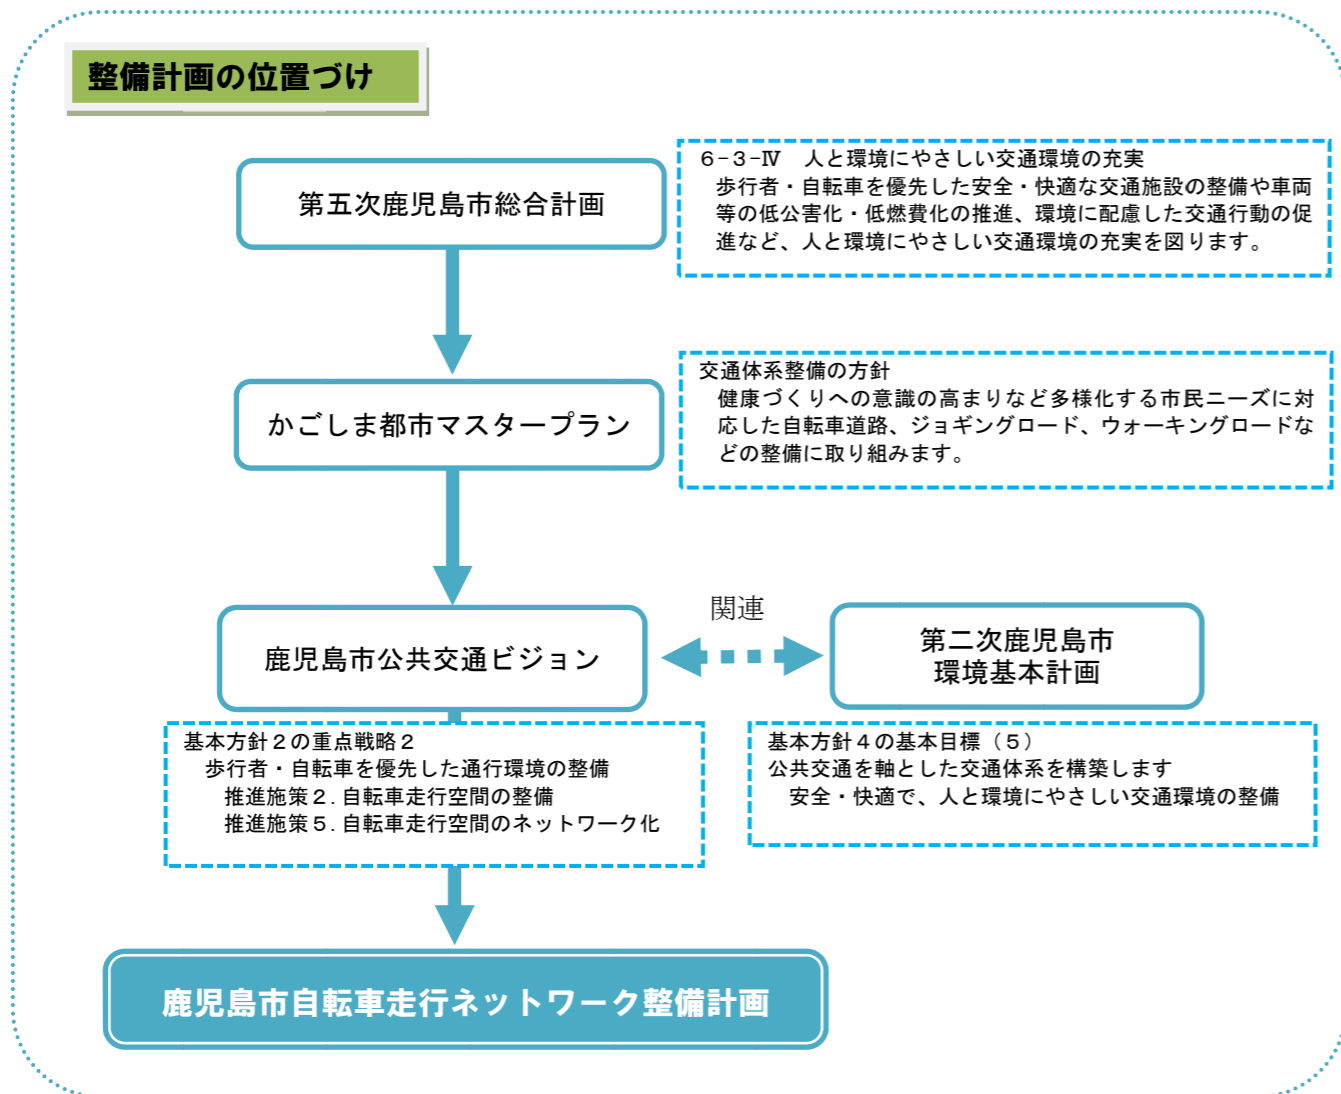 整備計画の位置づけ
第五次鹿児島市総合計画
６-３-Ⅳ　人と環境にやさしい交通環境の充実
歩行者・自転車を優先した安全・快適な交通施設の整備や車両
等の低公害化・低燃費化の推進、環境に配慮した交通行動の促
進など、人と環境にやさしい交通環境の充実を図ります。
かごしま都市マスタープラン
交通体系整備の方針
健康づくりへの意識の高まりなど多様化する市民ニーズに対
応した自転車道路、ジョギングロード、ウォーキングロードな
どの整備に取り組みます。
鹿児島市公共交通ビジョン
関連
第二次鹿児島市
環境基本計画
基本方針２の重点戦略２
歩行者・自転車を優先した通行環境の整備
推進施策２．自転車走行空間の整備
推進施策５．自転車走行空間のネットワーク化
基本方針４の基本目標（５）
公共交通を軸とした交通体系を構築します
安全・快適で、人と環境にやさしい交通環境の整備
鹿児島市自転車走行ネットワーク整備計画